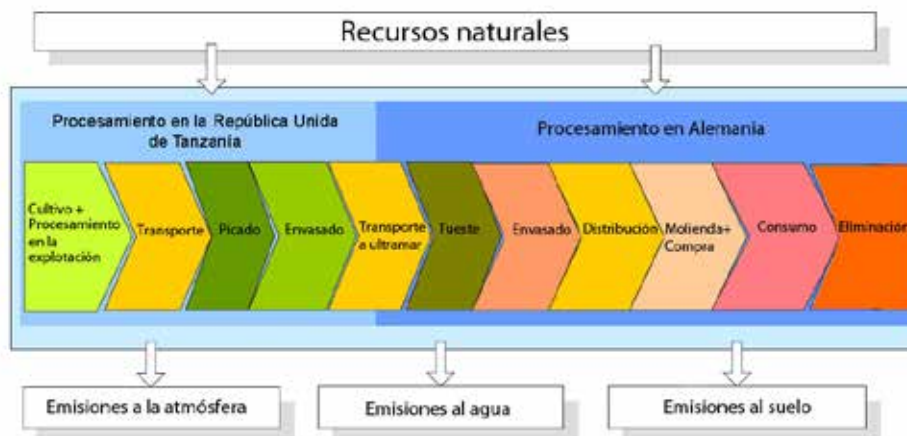 Recursos naturales
Procesamiento en la República Unida
de Tanzanía
Procesamiento en Alemania
Cultivo +
Procesamiento
en la
explotación
Transporte
Picado
Envasado
Transporte
a ultramar
Tueste
Envasado
Distribución
Molienda+
Compra
Consumo
Eliminación
Emisiones a la atmósfera
Emisiones al agua
Emisiones al suelo